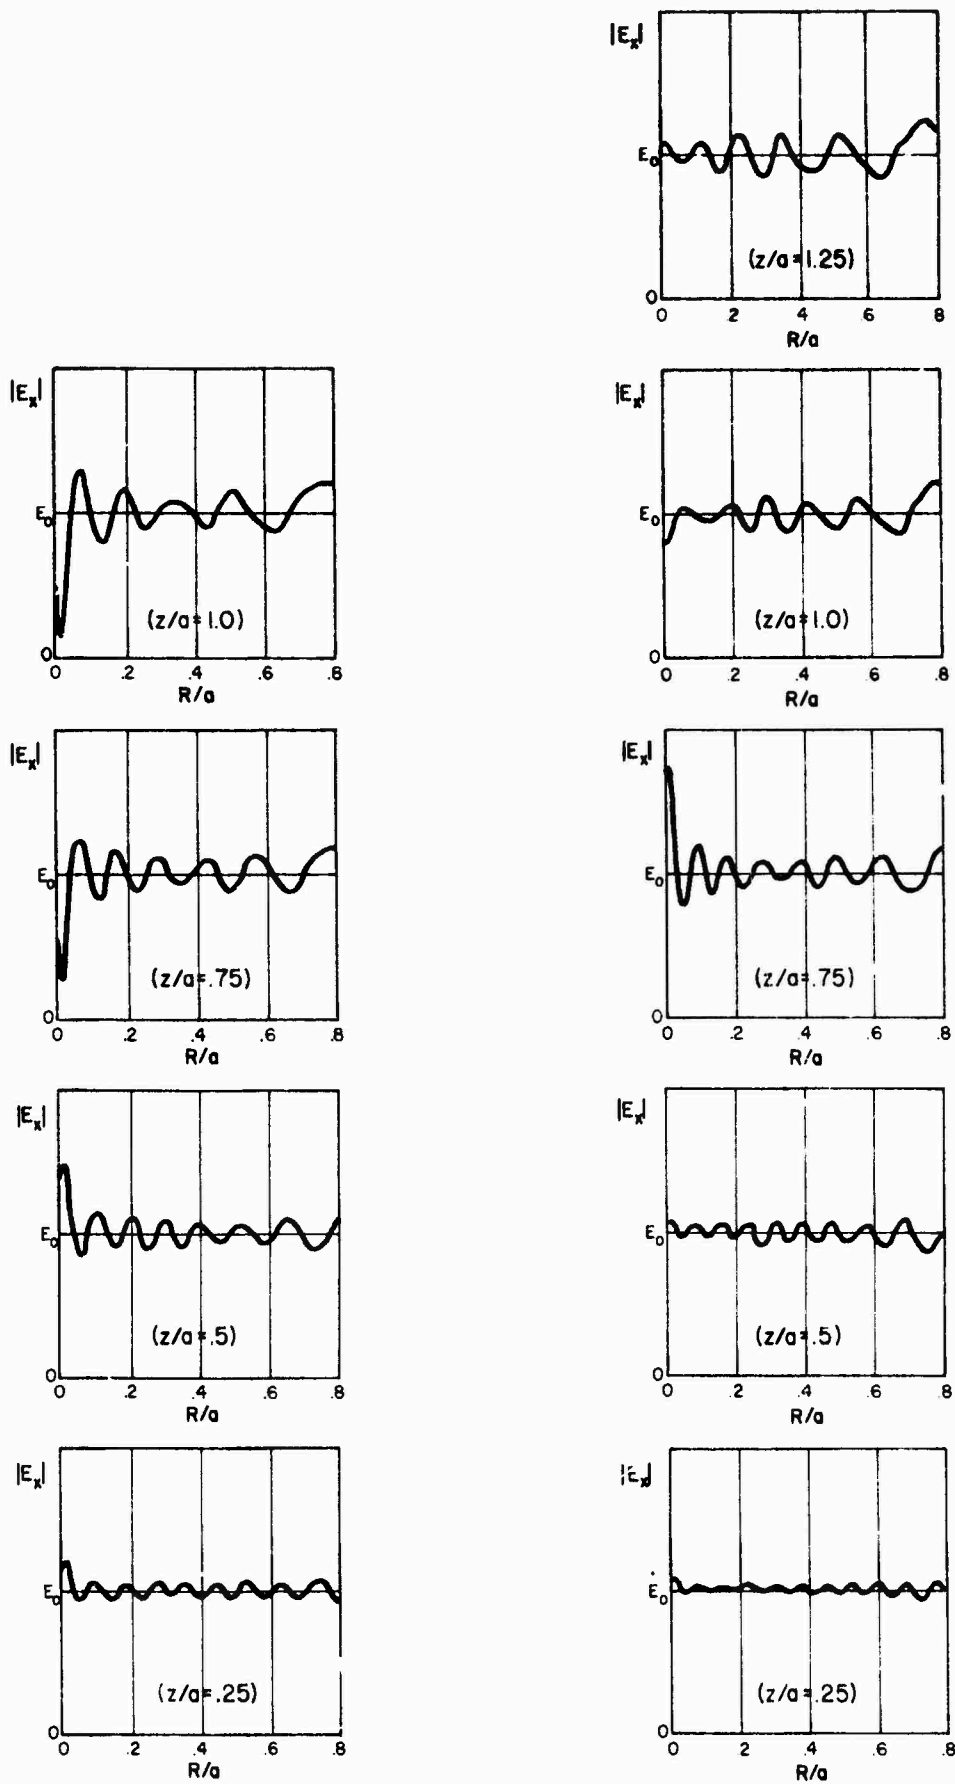 |Eₓ|
E₀
(z/a=1.25)
0
0 .2 .4 .6 .8
R/a
|Eₓ|
E₀
(z/a=1.0)
0
0 .2 .4 .6 .8
R/a
|Eₓ|
E₀
(z/a=1.0)
0
0 .2 .4 .6 .8
R/a
|Eₓ|
E₀
(z/a=.75)
0
0 .2 .4 .6 .8
R/a
|Eₓ|
E₀
(z/a=.75)
0
0 .2 .4 .6 .8
R/a
|Eₓ|
E₀
(z/a=.5)
0
0 .2 .4 .6 .8
R/a
|Eₓ|
E₀
(z/a=.5)
0
0 .2 .4 .6 .8
R/a
|Eₓ|
E₀
(z/a=.25)
0
0 .2 .4 .6 .8
R/a
|Eₓ|
E₀
(z/a=.25)
0
0 .2 .4 .6 .8
R/a